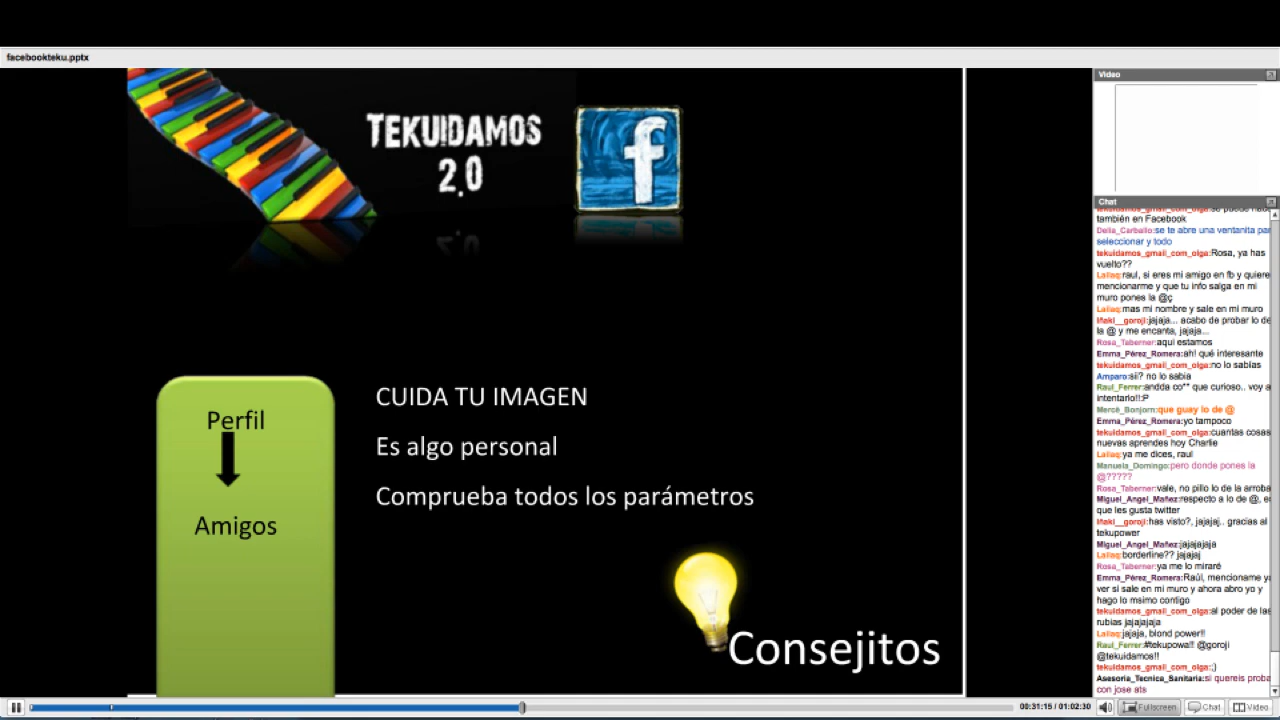 facebookteku.pptx
TEKUIDAMOS
2.0
f
Perfil
Amigos
CUIDA TU IMAGEN
Es algo personal
Comprueba todos los parámetros
Consejitos
Video
Chat
también en Facebook
Delia_Carballo:se te abre una ventanita par
seleccionar y todo
tekuidamos_gmail_com_olga:Rosa, ya has
vuelto??
Lailaq:raul, si eres mi amigo en fb y quiere
mencionarme y que tu info salga en mi
muro pones la @ç
Lailaq:mas mi nombre y sale en mi muro
Iñaki__goroji:jajaja... acabo de probar lo de
la @ y me encanta, jajaja...
Rosa_Taberner:aqui estamos
Emma_Pérez_Romera:ah! qué interesante
tekuidamos_gmail_com_olga:no lo sabías
Amparo:sii? no lo sabia
Raul_Ferrer:andda co** que curioso.. voy a
intentarlo!!:P
Mercè_Bonjorn:que guay lo de @
Emma_Pérez_Romera:yo tampoco
tekuidamos_gmail_com_olga:cuantas cosas
nuevas aprendes hoy Charlie
Lailaq:ya me dices, raul
Manuela_Domingo:pero donde pones la
@?????
Rosa_Taberner:vale, no pillo lo de la arroba
Miguel_Angel_Mañez:respecto a lo de @, e
que les gusta twitter
Iñaki__goroji:has visto?, jajajaj.. gracias al
tekupower
Miguel_Angel_Mañez:jajajajaja
Lailaq:borderline?? jajajaj
Rosa_Taberner:ya me lo miraré
Emma_Pérez_Romera:Raúl, mencioname y
ver si sale en mi muro y ahora abro yo y
hago lo msimo contigo
tekuidamos_gmail_com_olga:al poder de las
rubias jajajajaja
Lailaq:jajaja, blond power!!
Raul_Ferrer:#tekupowa!! @goroji
@tekuidamos!!
tekuidamos_gmail_com_olga:;)
Asesoria_Tecnica_Sanitaria:si quereis proba
con jose ats
00:31:15 / 01:02:30
Fullscreen
Chat
Video